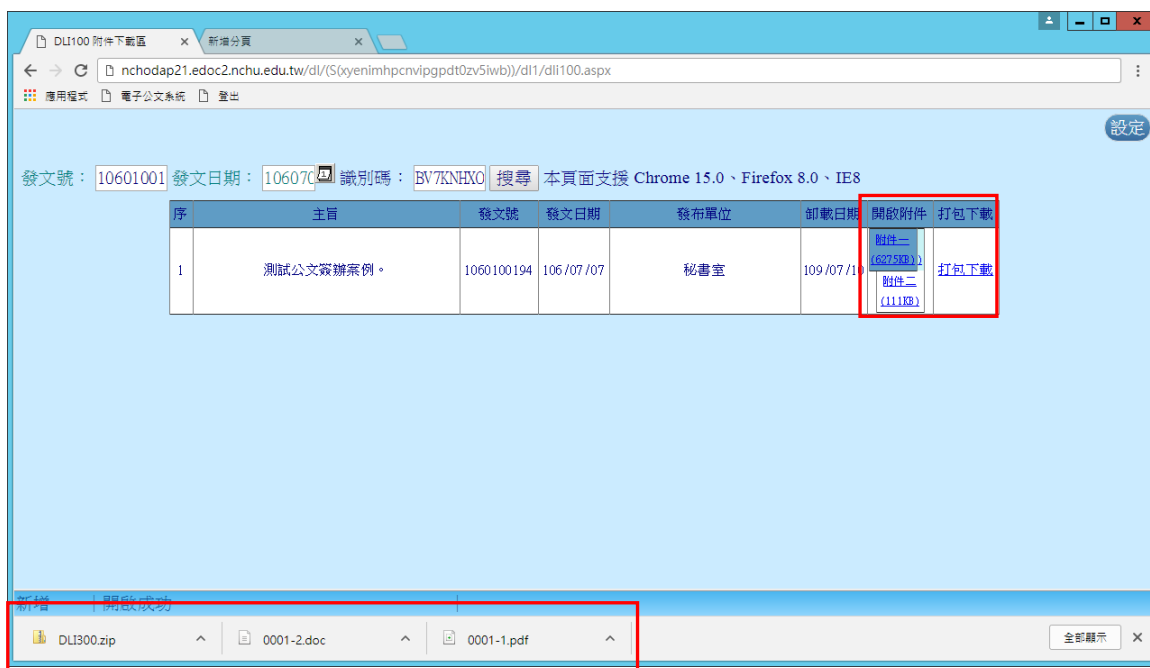 DLI100 附件下載區
新增分頁
nchodap21.edoc2.nchu.edu.tw/dl/(S(xyenimhpcnvipgpdt0zv5iwb))/dl1/dli100.aspx
應用程式 電子公文系統 登出
設定
發文號： 10601001 發文日期： 106070 識別碼： BV7KNHXO 搜尋 本頁面支援 Chrome 15.0、Firefox 8.0、IE8
序 主旨 發文號 發文日期 發布單位 卸載日期 開啟附件 打包下載
1 測試公文簽辦案例。 1060100194 106/07/07 秘書室 109/07/10 附件一 打包下載
(6275KB)
附件二
(111KB)
新增 開啟成功
DLI300.zip 0001-2.doc 0001-1.pdf 全部顯示